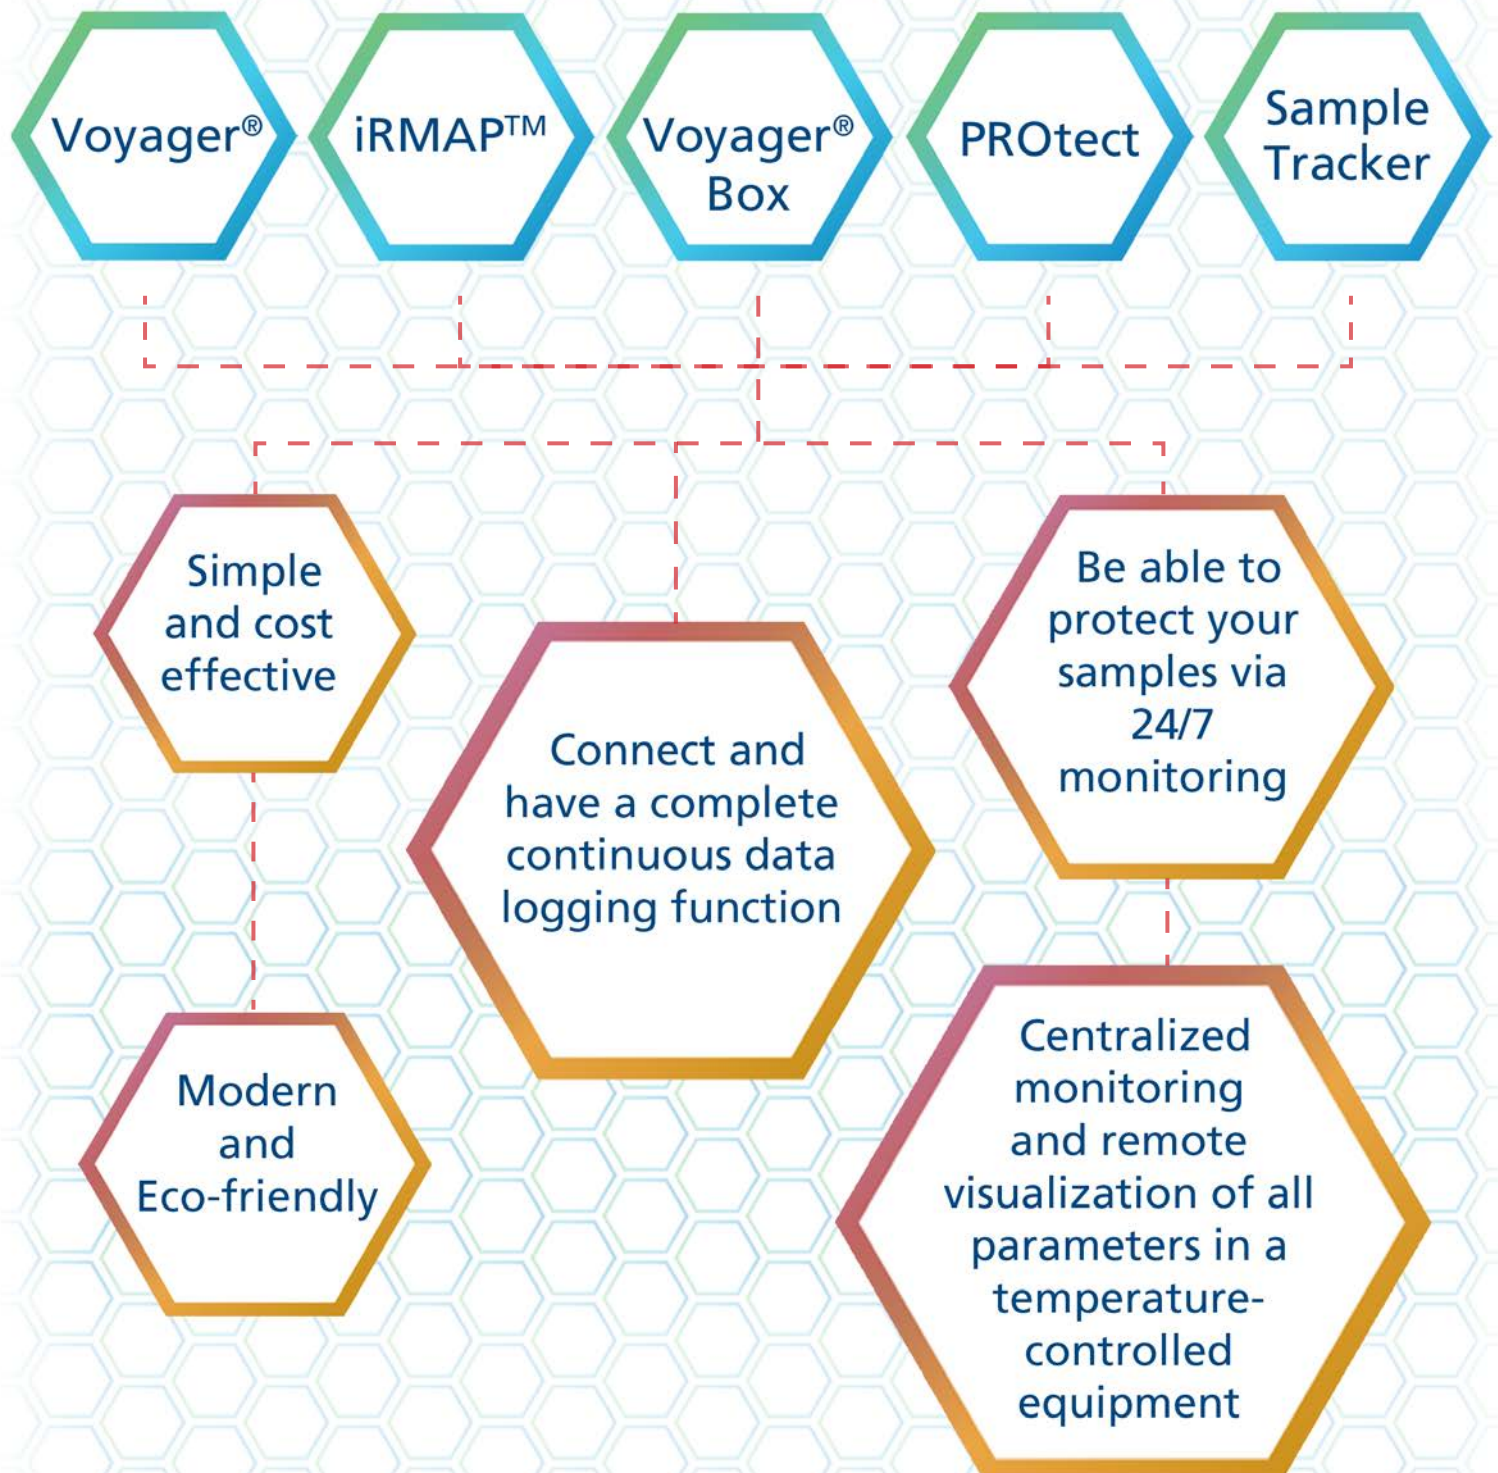 Voyager®
iRMAP™
Voyager®
Box
PROtect
Sample
Tracker
Simple
and cost
effective
Connect and
have a complete
continuous data
logging function
Be able to
protect your
samples via
24/7
monitoring
Modern
and
Eco-friendly
Centralized
monitoring
and remote
visualization of all
parameters in a
temperature-
controlled
equipment